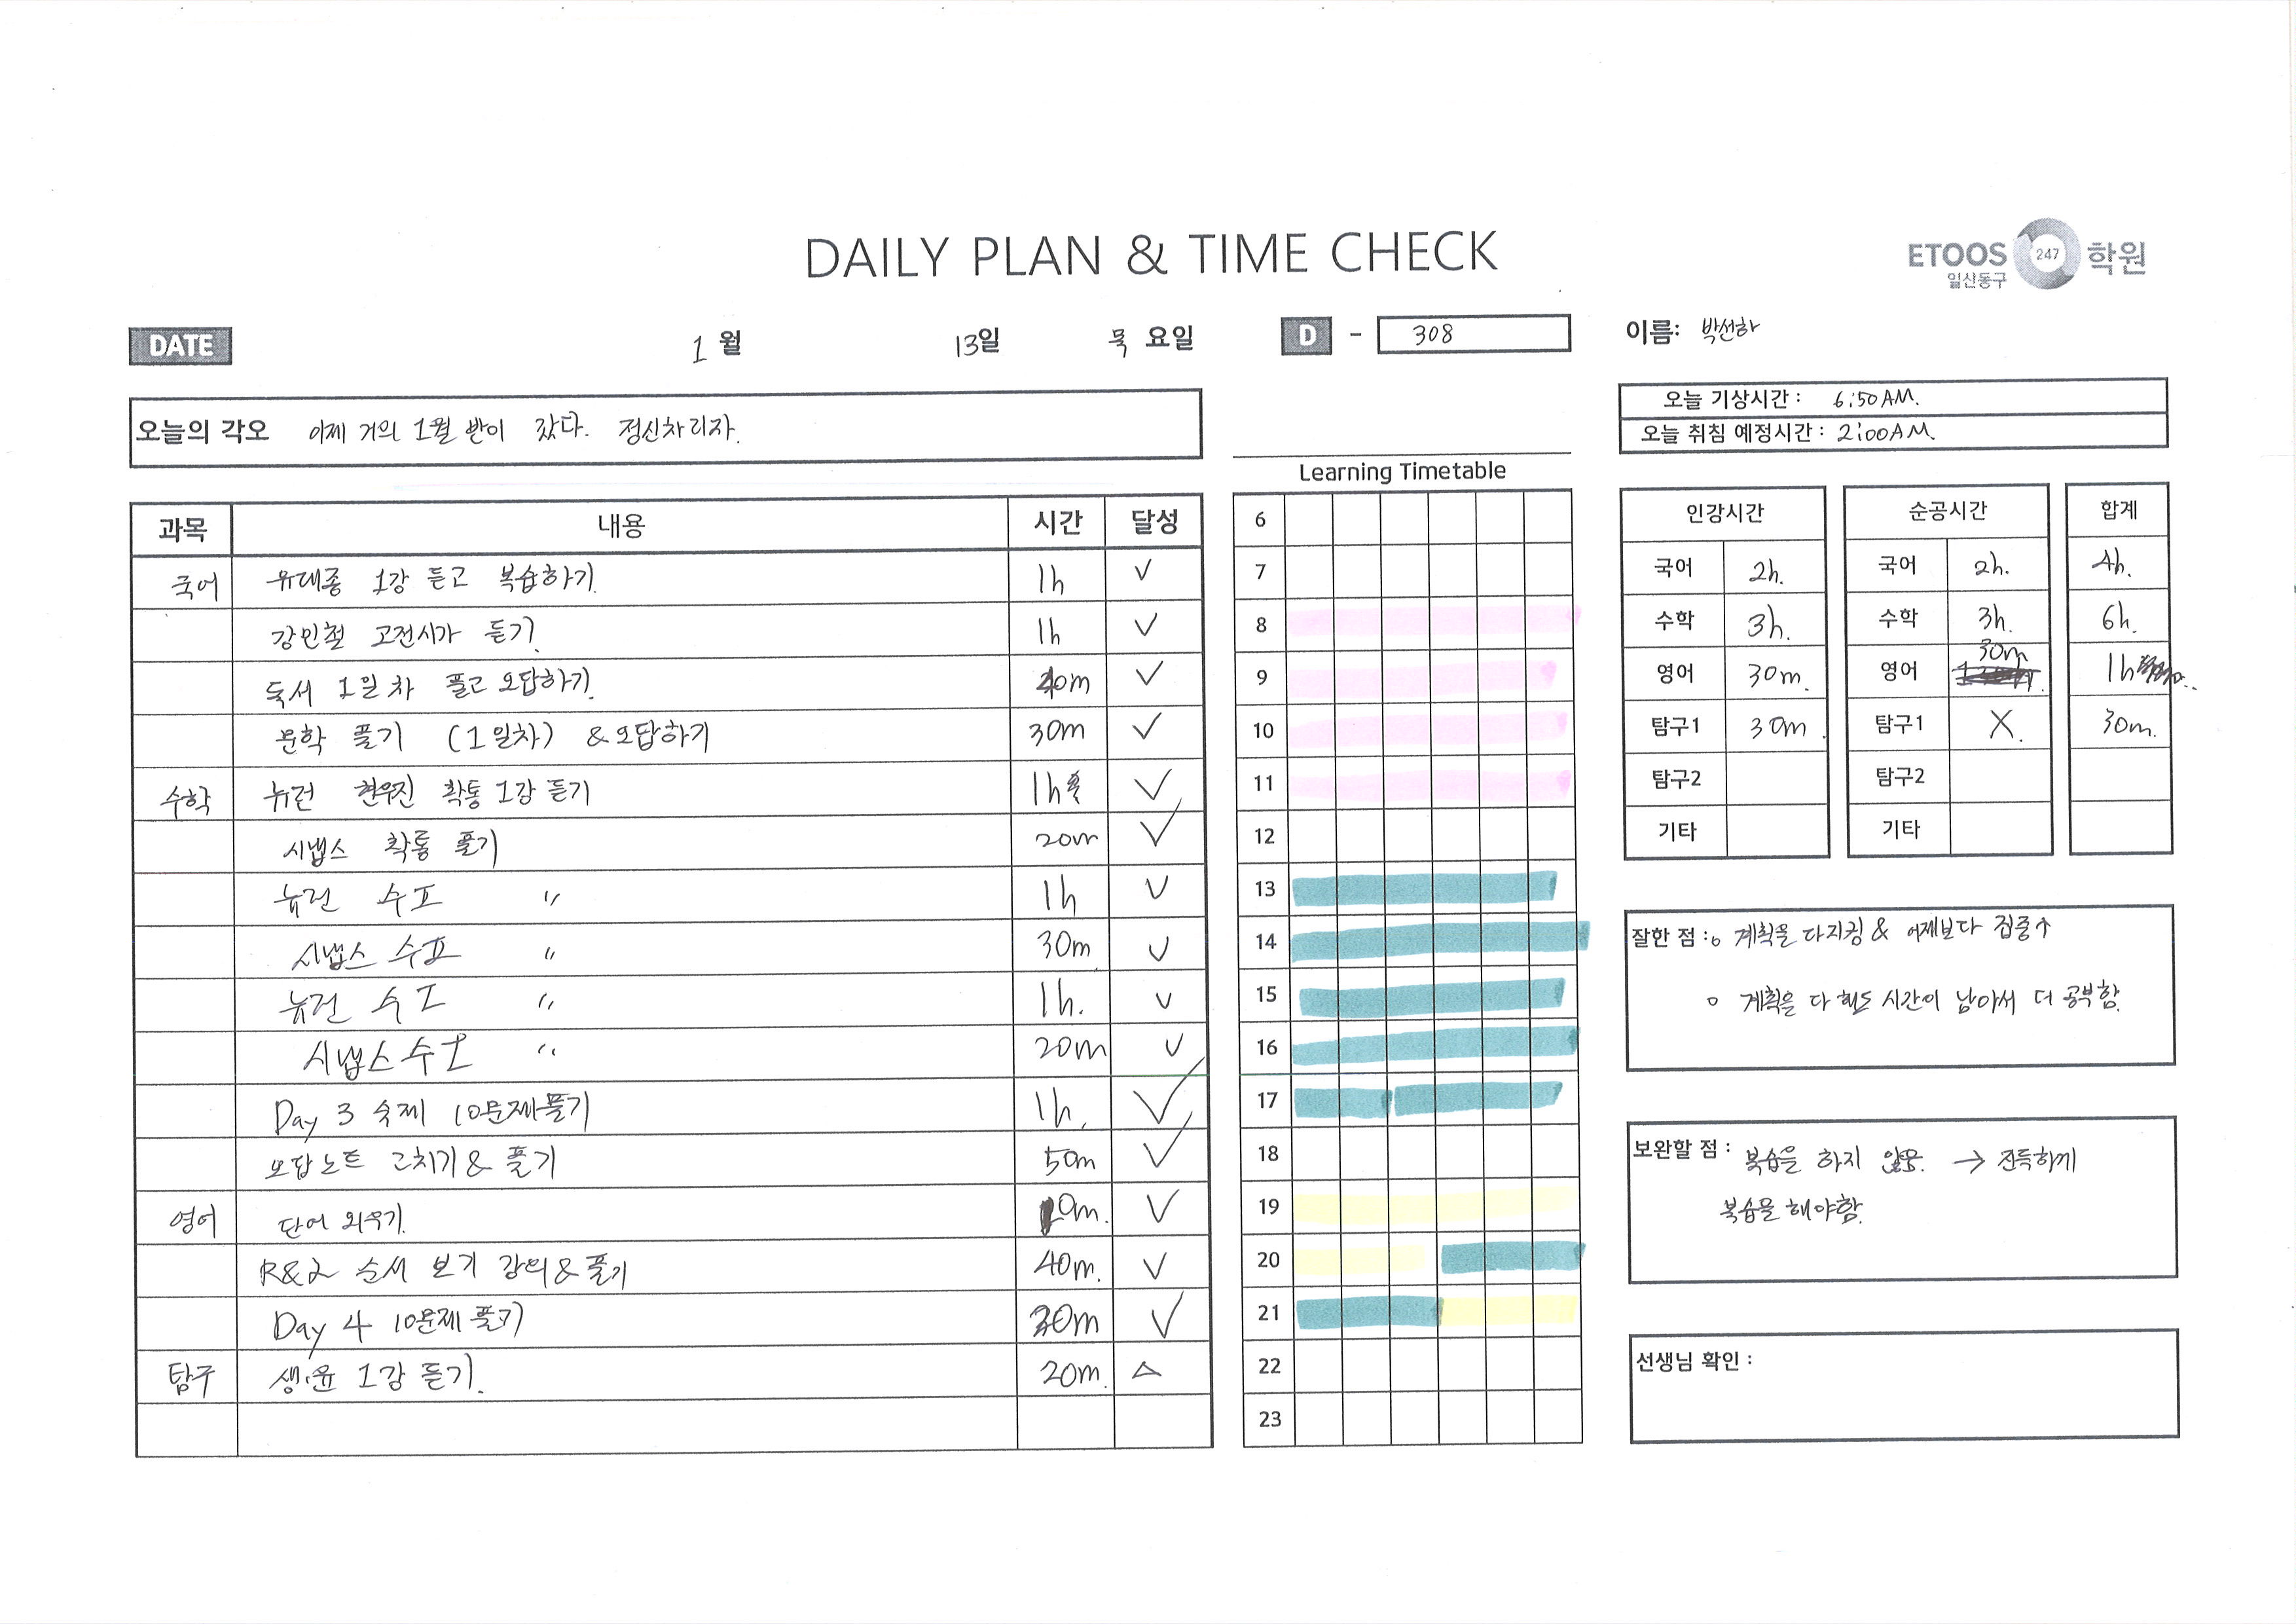 DAILY PLAN & TIME CHECK
ETOOS 247 학원
일산동구
DATE 1 월 13일 목 요일 D - 308 이름: 박선하
오늘의 각오 이제 거의 1월 반이 갔다. 정신차리자.
오늘 기상시간 : 6:50AM.
오늘 취침 예정시간 : 2:00AM.
과목 내용 시간 달성
국어 유대종 1강 듣고 복습하기. 1h ✓
강민철 고전시가 듣기. 1h ✓
독서 1일차 풀고 오답하기. 40m ✓
문학 풀기 (1일차) & 오답하기 30m ✓
수학 뉴런 현우진 확통 1강 듣기 1h ✓
시냅스 확통 풀기 20m ✓
뉴런 수Ⅱ 〃 1h ✓
시냅스 수Ⅱ 〃 30m ✓
뉴런 수Ⅰ 〃 1h. ✓
시냅스 수Ⅰ 〃 20m ✓
Day 3 숙제 10문제 풀기 1h, ✓
오답노트 고치기 & 풀기 50m ✓
영어 단어 외우기. m. ✓
R&L 순서 보기 강의 & 풀기 40m. ✓
Day 4 10문제 풀기 30m ✓
탐구 생윤 1강 듣기. 20m. △
Learning Timetable
6
7
8
9
10
11
12
13
14
15
16
17
18
19
20
21
22
23
인강시간 순공시간 합계
국어 2h. 국어 2h. 4h.
수학 3h. 수학 3h. 6h.
영어 30m. 영어 30m 1h
탐구1 30m. 탐구1 X. 30m.
탐구2 탐구2
기타 기타
잘한 점 : o 계획을 다지킴 & 어제보다 집중↑
o 계획을 다 해도 시간이 남아서 더 공부함.
보완할 점 : 복습을 하지 않음. → 진득하게
복습을 해야함.
선생님 확인 :